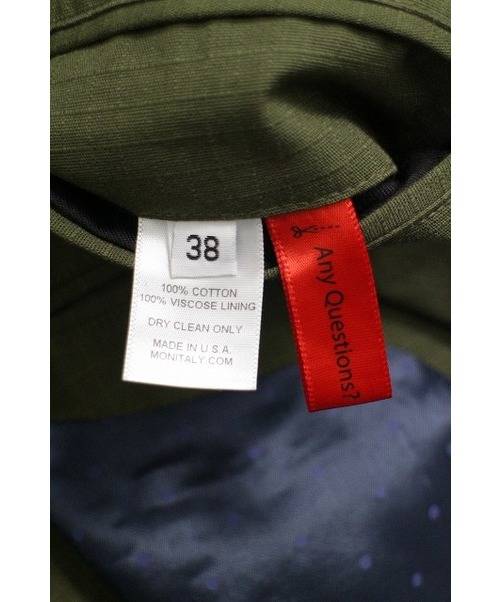 38
100% COTTON
100% VISCOSE LINING
DRY CLEAN ONLY
MADE IN U.S.A.
MONITALY.COM
Any Questions?